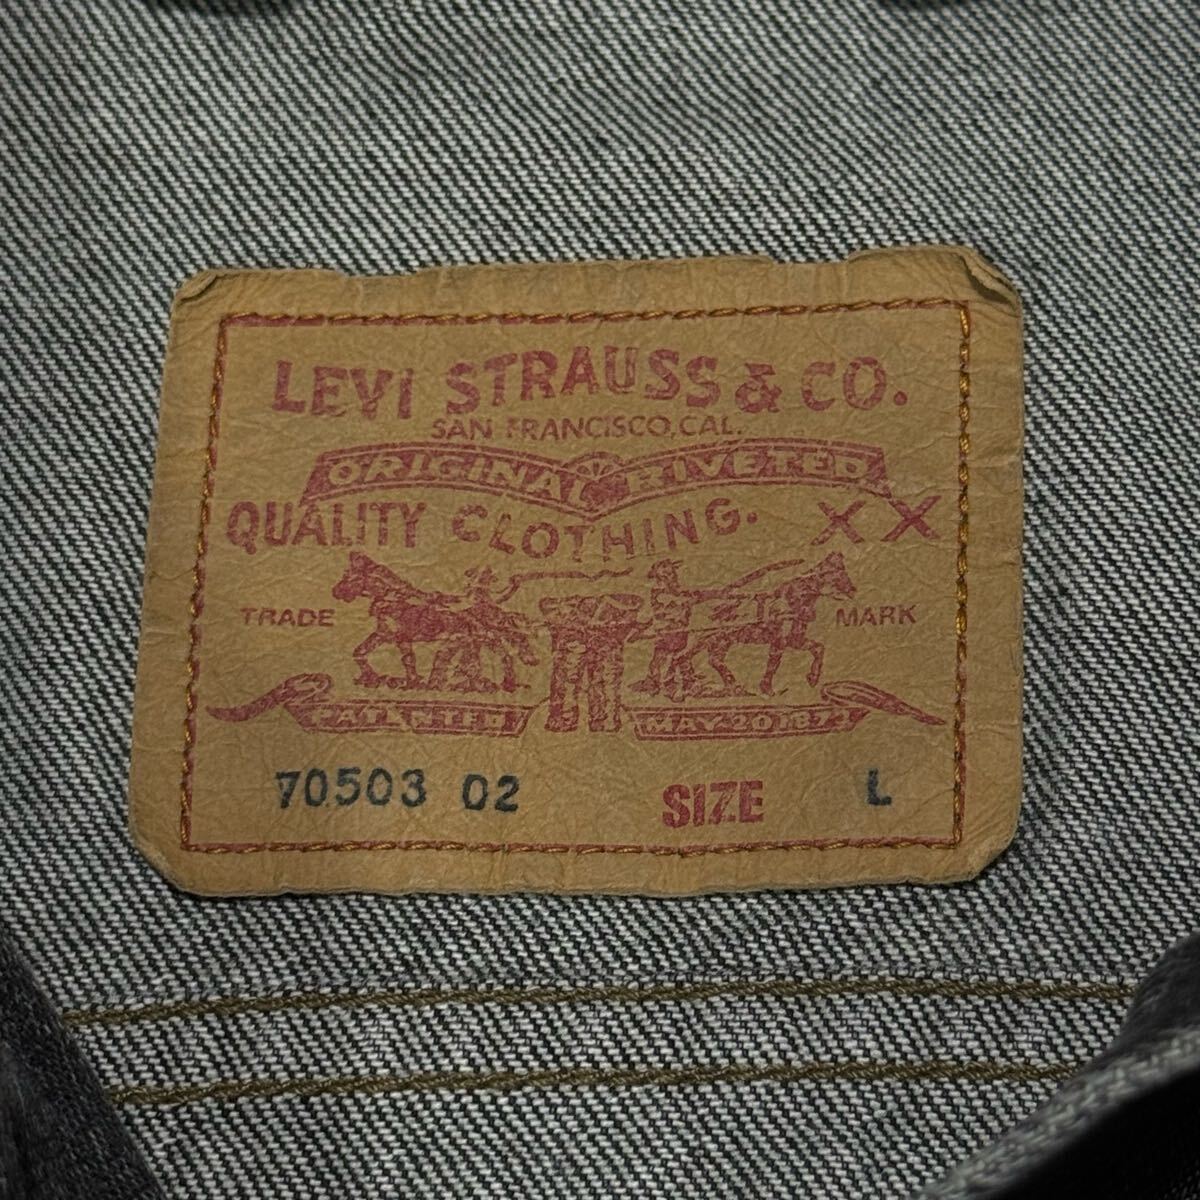 LEVI STRAUSS & CO.
SAN FRANCISCO, CAL.
ORIGINAL RIVETED
QUALITY CLOTHING. XX
TRADE MARK
PATENTED MAY 20 1873
70503 02 SIZE L